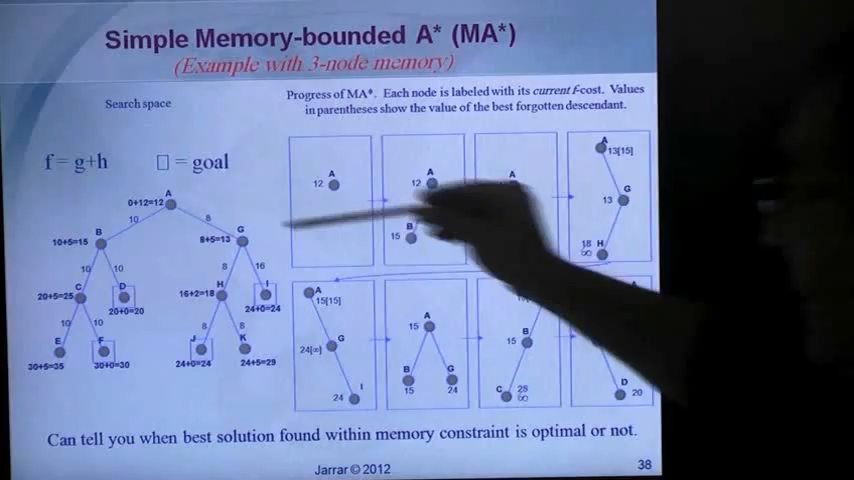 Simple Memory-bounded A* (MA*)
(Example with 3-node memory)
Search space
Progress of MA*. Each node is labeled with its current f-cost. Values
in parentheses show the value of the best forgotten descendant.
f = g+h □ = goal
A
0+12=12
10 8
B G
10+5=15 8+5=13
10 10 8 16
C D H I
20+5=25 20+0=20 16+2=18 24+0=24
10 10 8 8
E F J K
30+5=35 30+0=30 24+0=24 24+5=29
A
12
A
12
B
15
A
A
13[15]
G
13
18 H
∞
A
15[15]
G
24[∞]
I
24
A
15
B G
15 24
B
15
C
∞
D
20
Can tell you when best solution found within memory constraint is optimal or not.
Jarrar © 2012
38